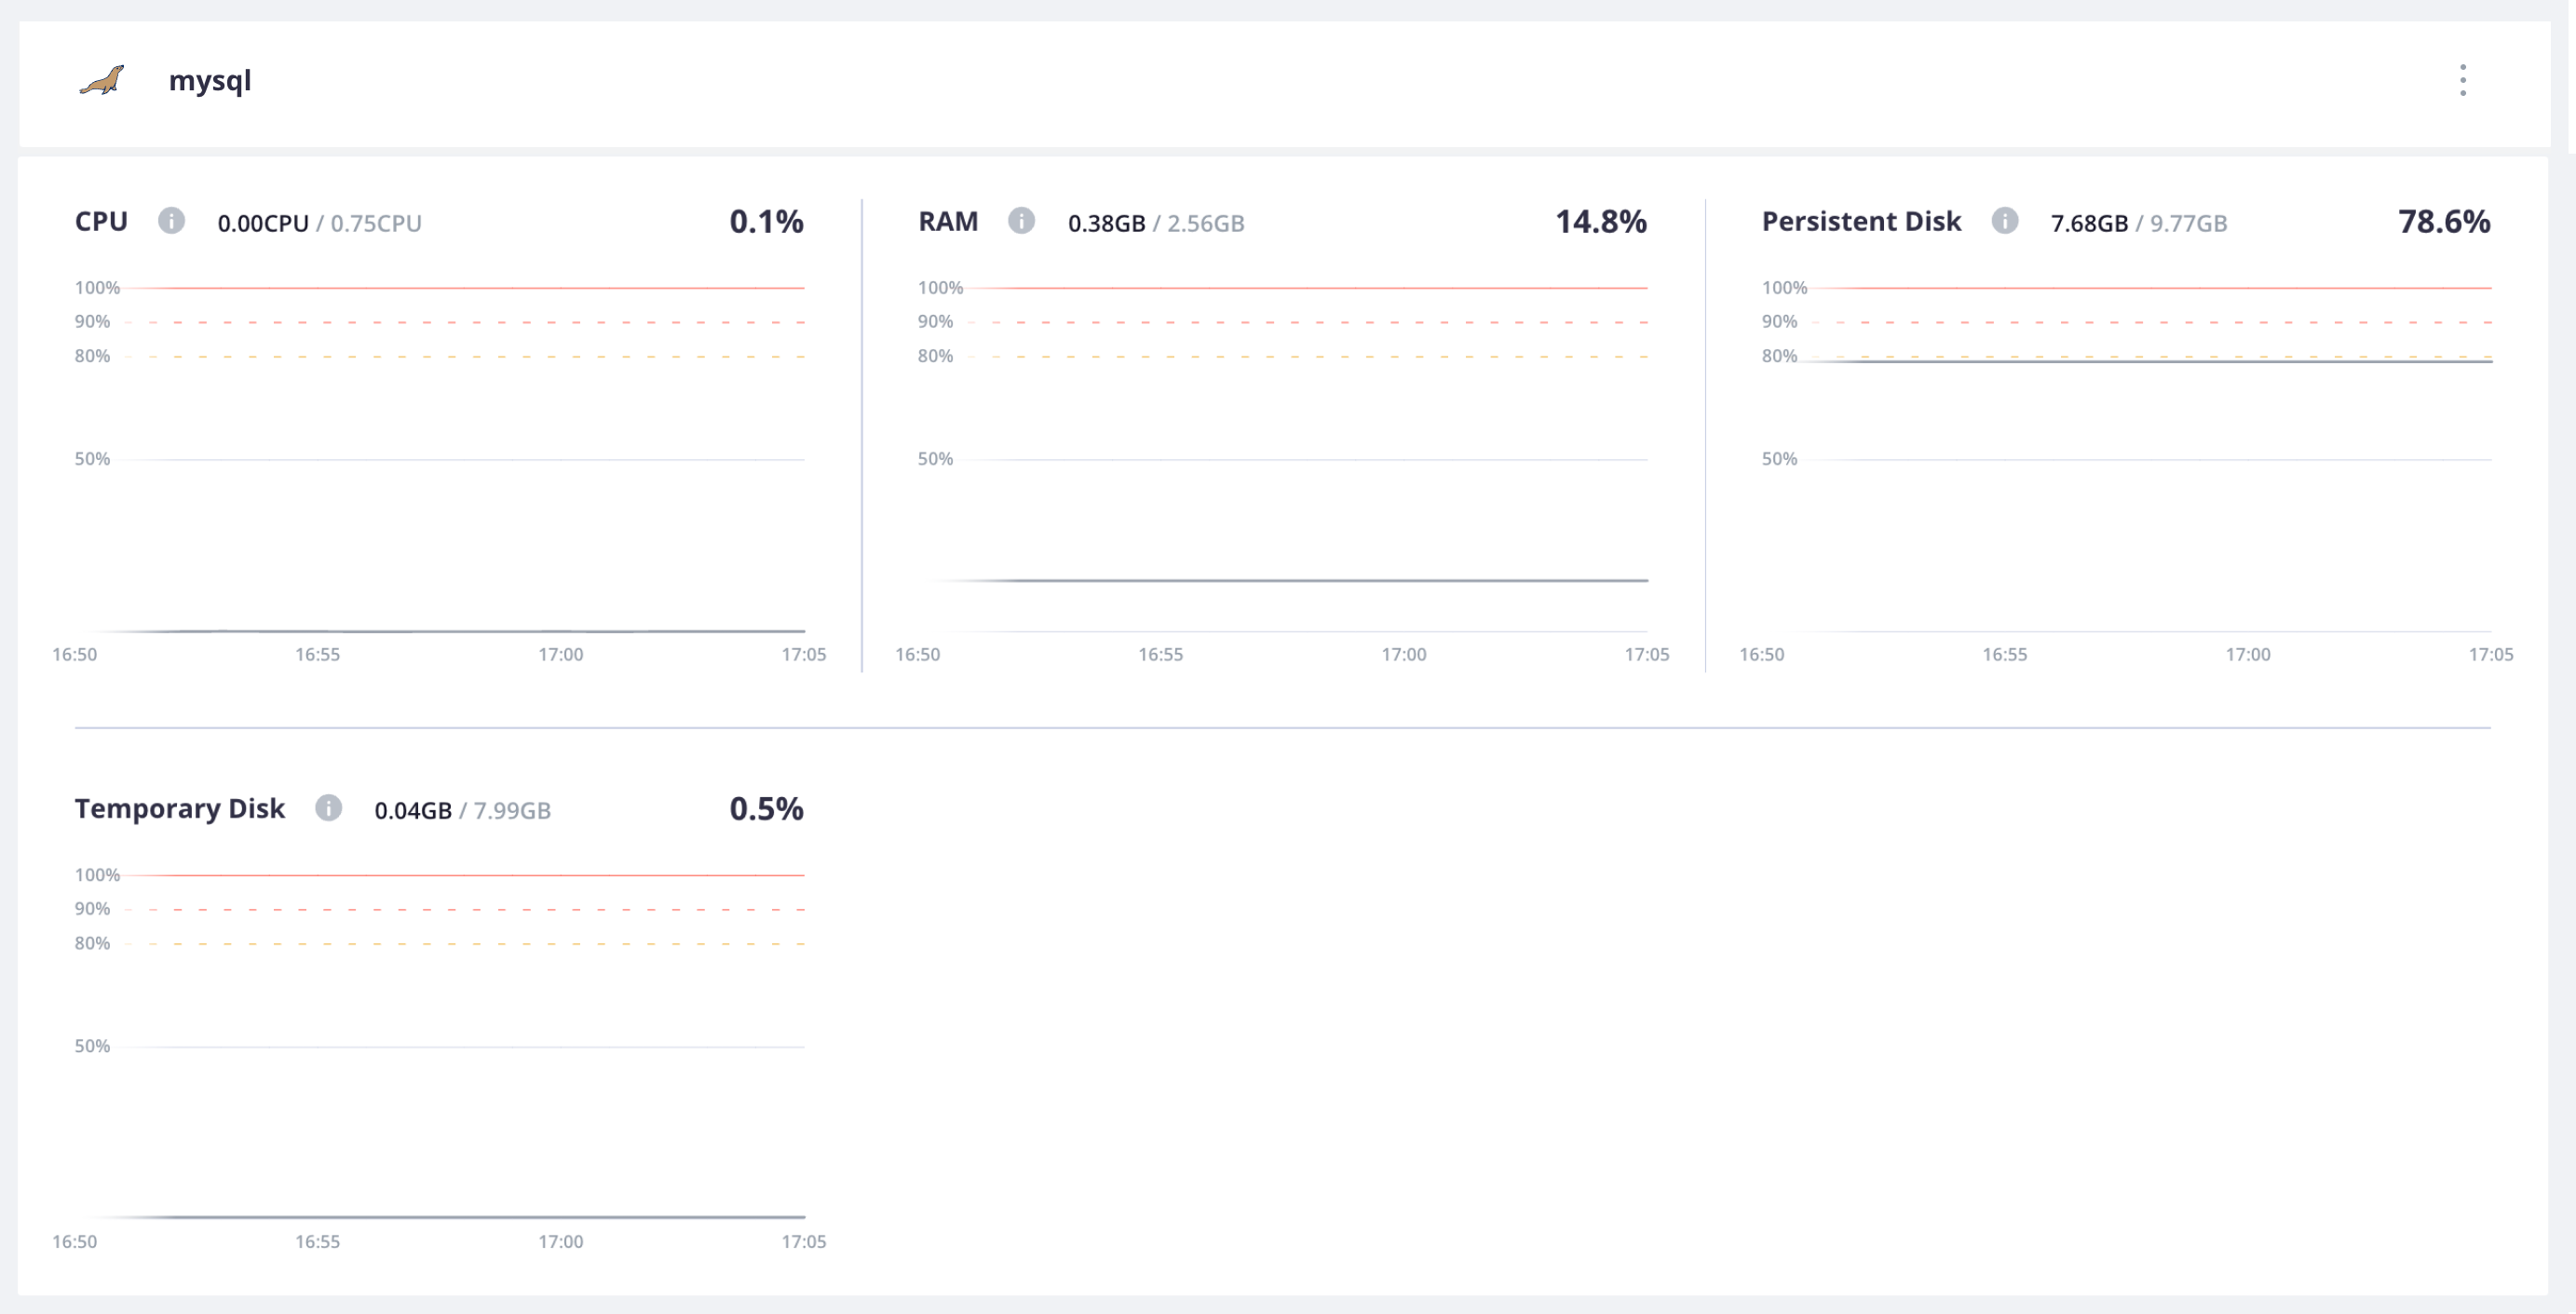 mysql
CPU i 0.00CPU / 0.75CPU 0.1%
100%
90%
80%
50%
16:50 16:55 17:00 17:05
RAM i 0.38GB / 2.56GB 14.8%
100%
90%
80%
50%
16:50 16:55 17:00 17:05
Persistent Disk i 7.68GB / 9.77GB 78.6%
100%
90%
80%
50%
16:50 16:55 17:00 17:05
Temporary Disk i 0.04GB / 7.99GB 0.5%
100%
90%
80%
50%
16:50 16:55 17:00 17:05